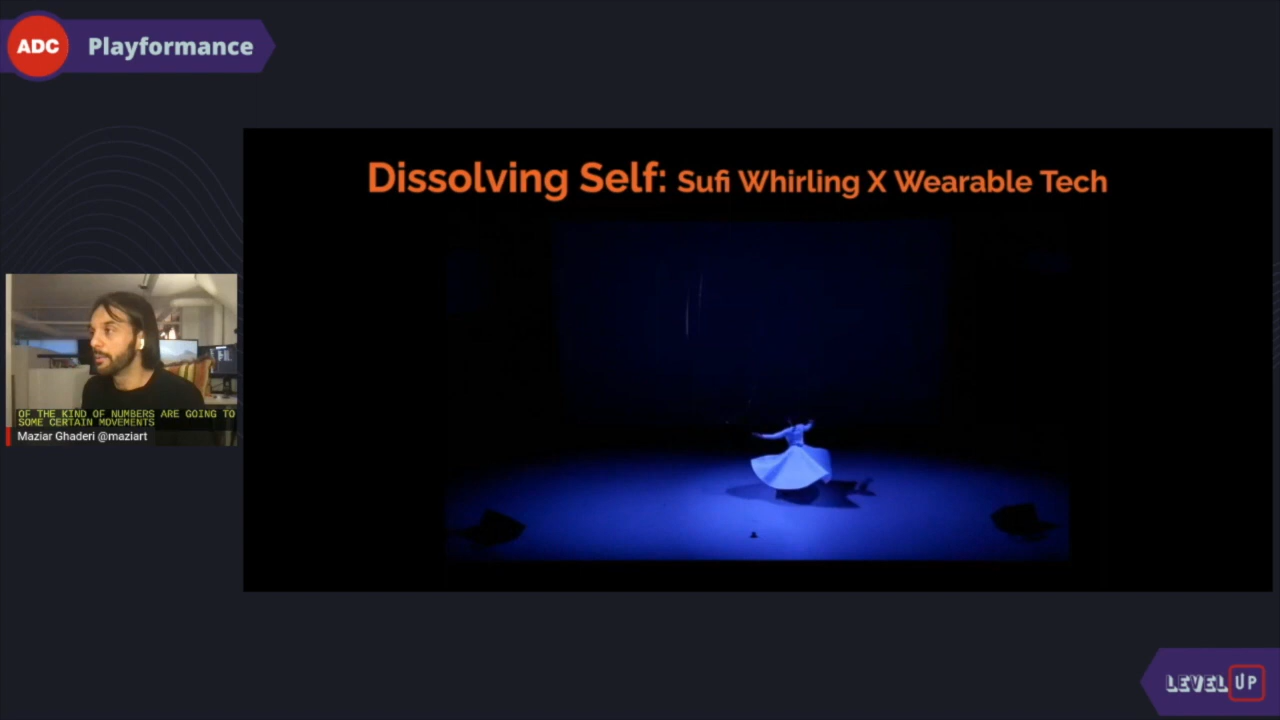 ADC
Playformance
Dissolving Self: Sufi Whirling X Wearable Tech
OF THE KIND OF NUMBERS ARE GOING TO
SOME CERTAIN MOVEMENTS
Maziar Ghaderi @maziart
LEVEL UP